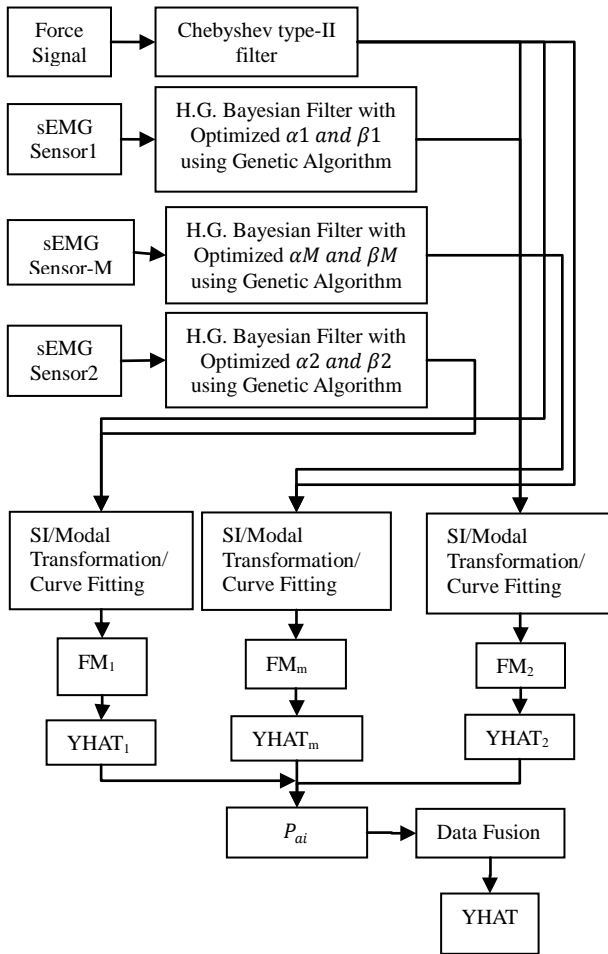 Force
Signal
Chebyshev type-II
filter
sEMG
Sensor1
H.G. Bayesian Filter with
Optimized α1 and β1
using Genetic Algorithm
sEMG
Sensor-M
H.G. Bayesian Filter with
Optimized αM and βM
using Genetic Algorithm
sEMG
Sensor2
H.G. Bayesian Filter with
Optimized α2 and β2
using Genetic Algorithm
SI/Modal
Transformation/
Curve Fitting
SI/Modal
Transformation/
Curve Fitting
SI/Modal
Transformation/
Curve Fitting
FM₁
FMₘ
FM₂
YHAT₁
YHATₘ
YHAT₂
Pₐᵢ
Data Fusion
YHAT